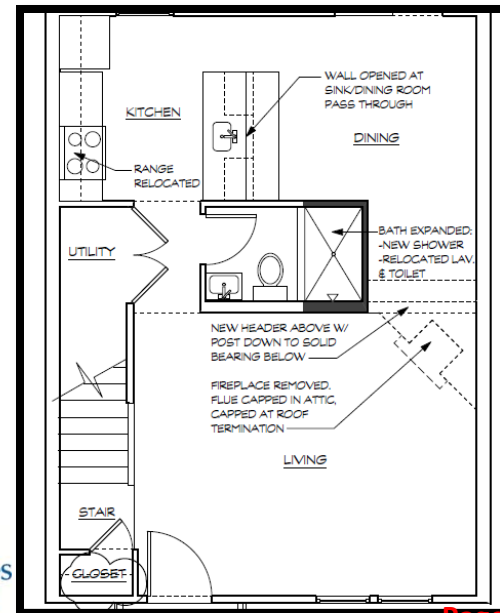 KITCHEN
WALL OPENED AT
SINK/DINING ROOM
PASS THROUGH
DINING
RANGE
RELOCATED
UTILITY
BATH EXPANDED:
-NEW SHOWER
-RELOCATED LAV.
& TOILET
NEW HEADER ABOVE W/
POST DOWN TO SOLID
BEARING BELOW
FIREPLACE REMOVED.
FLUE CAPPED IN ATTIC,
CAPPED AT ROOF
TERMINATION
LIVING
STAIR
CLOSET